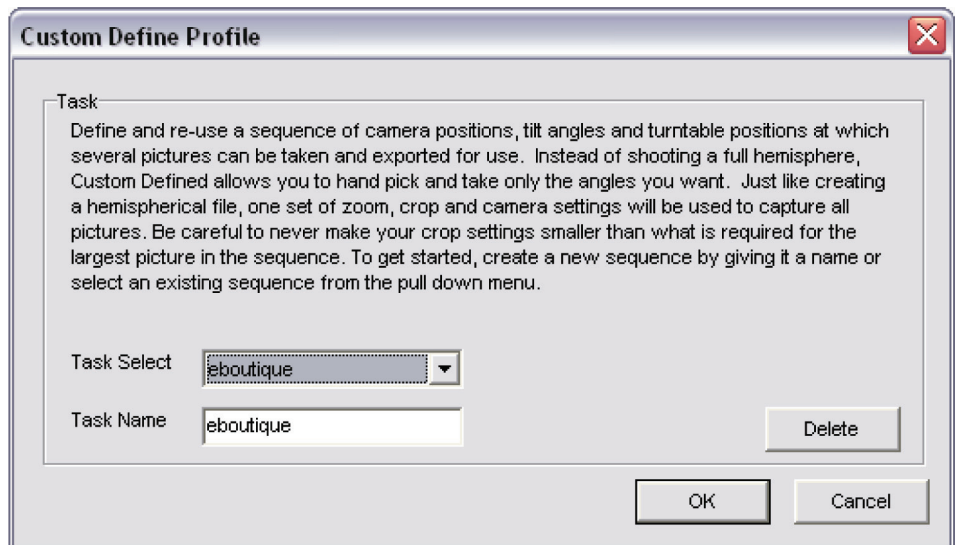 Custom Define Profile
Task
Define and re-use a sequence of camera positions, tilt angles and turntable positions at which
several pictures can be taken and exported for use.  Instead of shooting a full hemisphere,
Custom Defined allows you to hand pick and take only the angles you want.  Just like creating
a hemispherical file, one set of zoom, crop and camera settings will be used to capture all
pictures. Be careful to never make your crop settings smaller than what is required for the
largest picture in the sequence. To get started, create a new sequence by giving it a name or
select an existing sequence from the pull down menu.
Task Select
eboutique
Task Name
eboutique
Delete
OK
Cancel